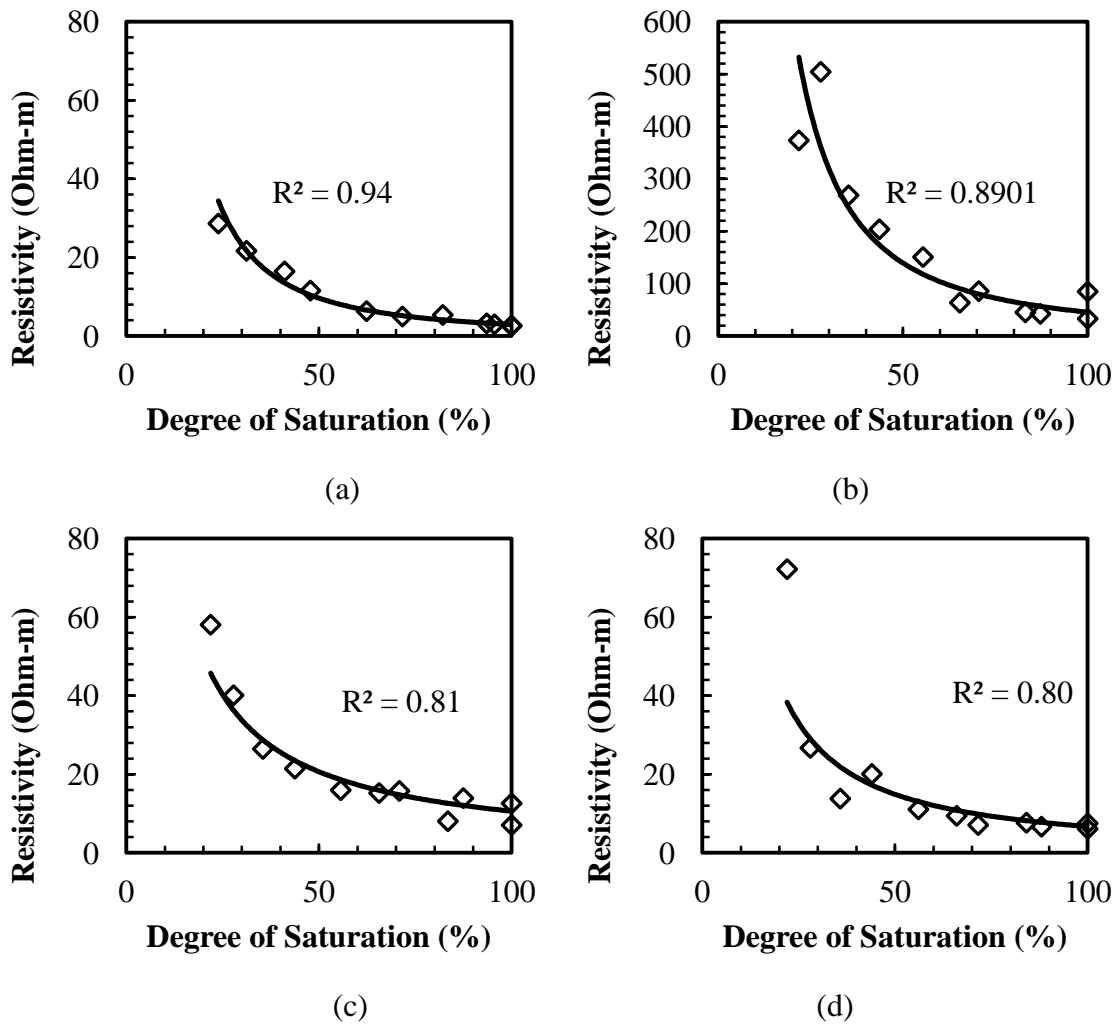 Resistivity (Ohm-m)
80
60
40
20
0
R² = 0.94
0 50 100
Degree of Saturation (%)
(a)
Resistivity (Ohm-m)
600
500
400
300
200
100
0
R² = 0.8901
0 50 100
Degree of Saturation (%)
(b)
Resistivity (Ohm-m)
80
60
40
20
0
R² = 0.81
0 50 100
Degree of Saturation (%)
(c)
Resistivity (Ohm-m)
80
60
40
20
0
R² = 0.80
0 50 100
Degree of Saturation (%)
(d)